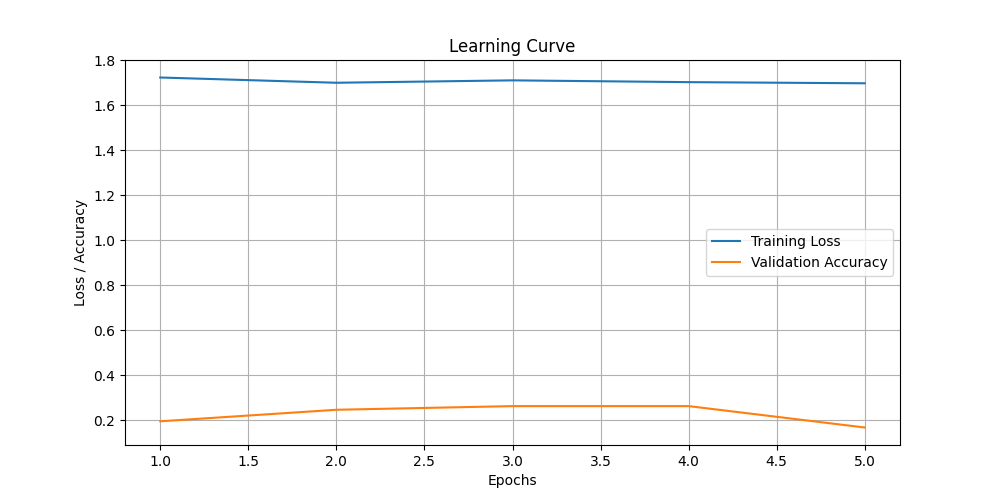 Learning Curve
1.8
1.6
1.4
1.2
1.0
0.8
0.6
0.4
0.2
Loss / Accuracy
Training Loss
Validation Accuracy
1.0 1.5 2.0 2.5 3.0 3.5 4.0 4.5 5.0
Epochs